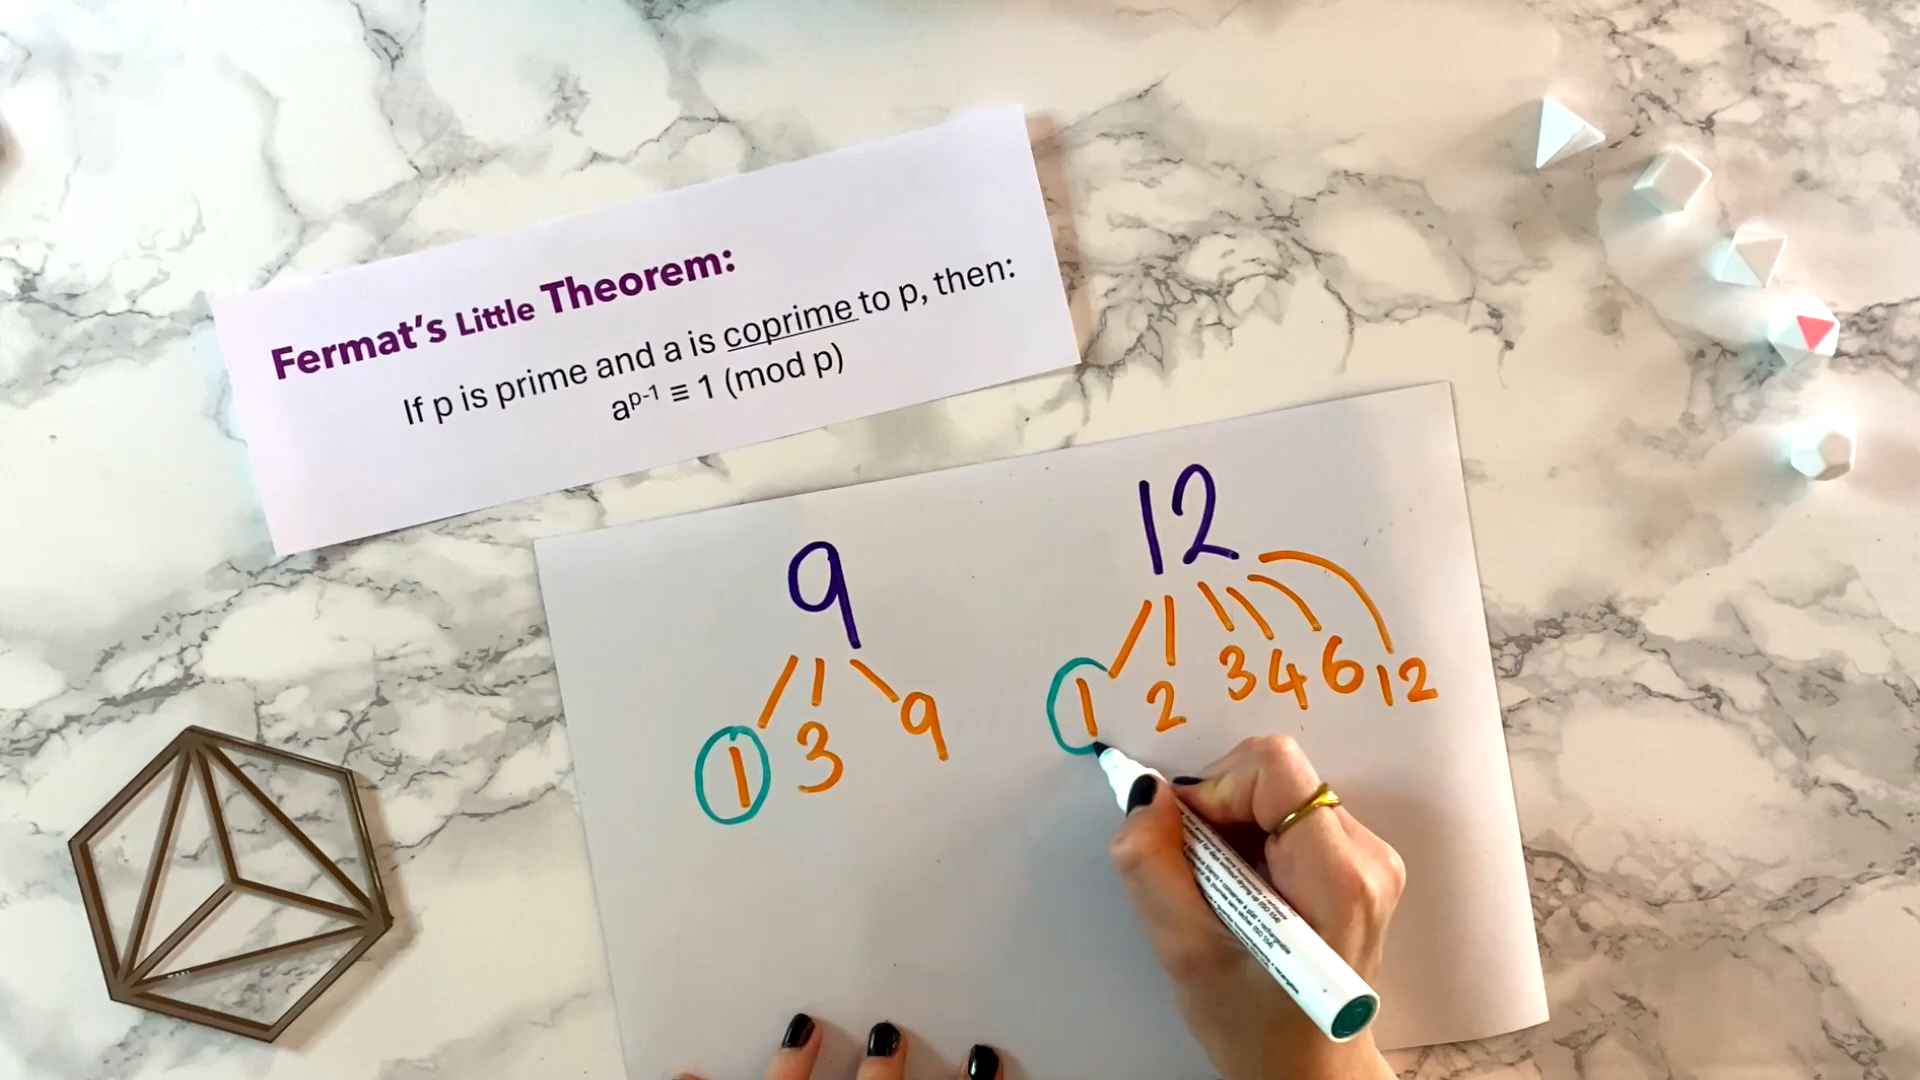 Fermat's Little Theorem:
If p is prime and a is coprime to p, then:
aᵖ⁻¹ ≡ 1 (mod p)
9
1 3 9
12
1 2 3 4 6 12